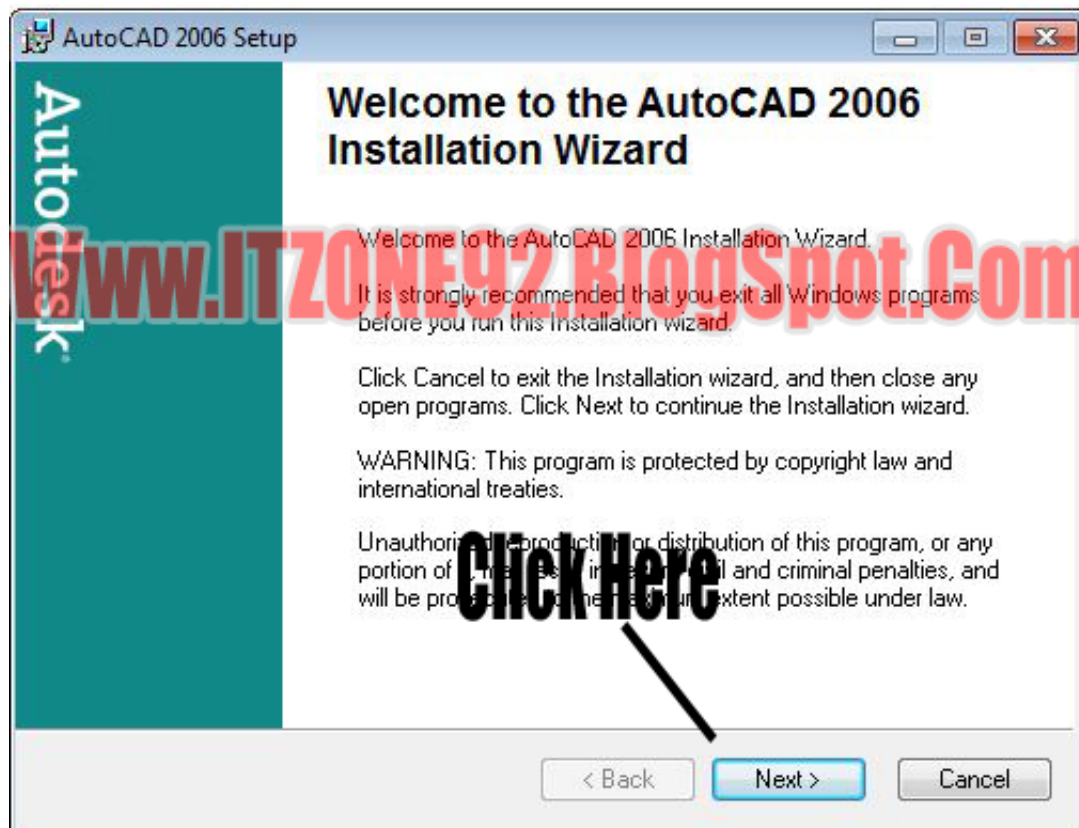 AutoCAD 2006 Setup
Autodesk
Welcome to the AutoCAD 2006
Installation Wizard
Welcome to the AutoCAD 2006 Installation Wizard.
Www.ITZONE92.BlogSpot.Com
It is strongly recommended that you exit all Windows programs
before you run this Installation wizard.
Click Cancel to exit the Installation wizard, and then close any
open programs. Click Next to continue the Installation wizard.
WARNING: This program is protected by copyright law and
international treaties.
distribution of this program, or any
portion of and criminal penalties, and
will be extent possible under law.
Click Here
< Back
Next >
Cancel